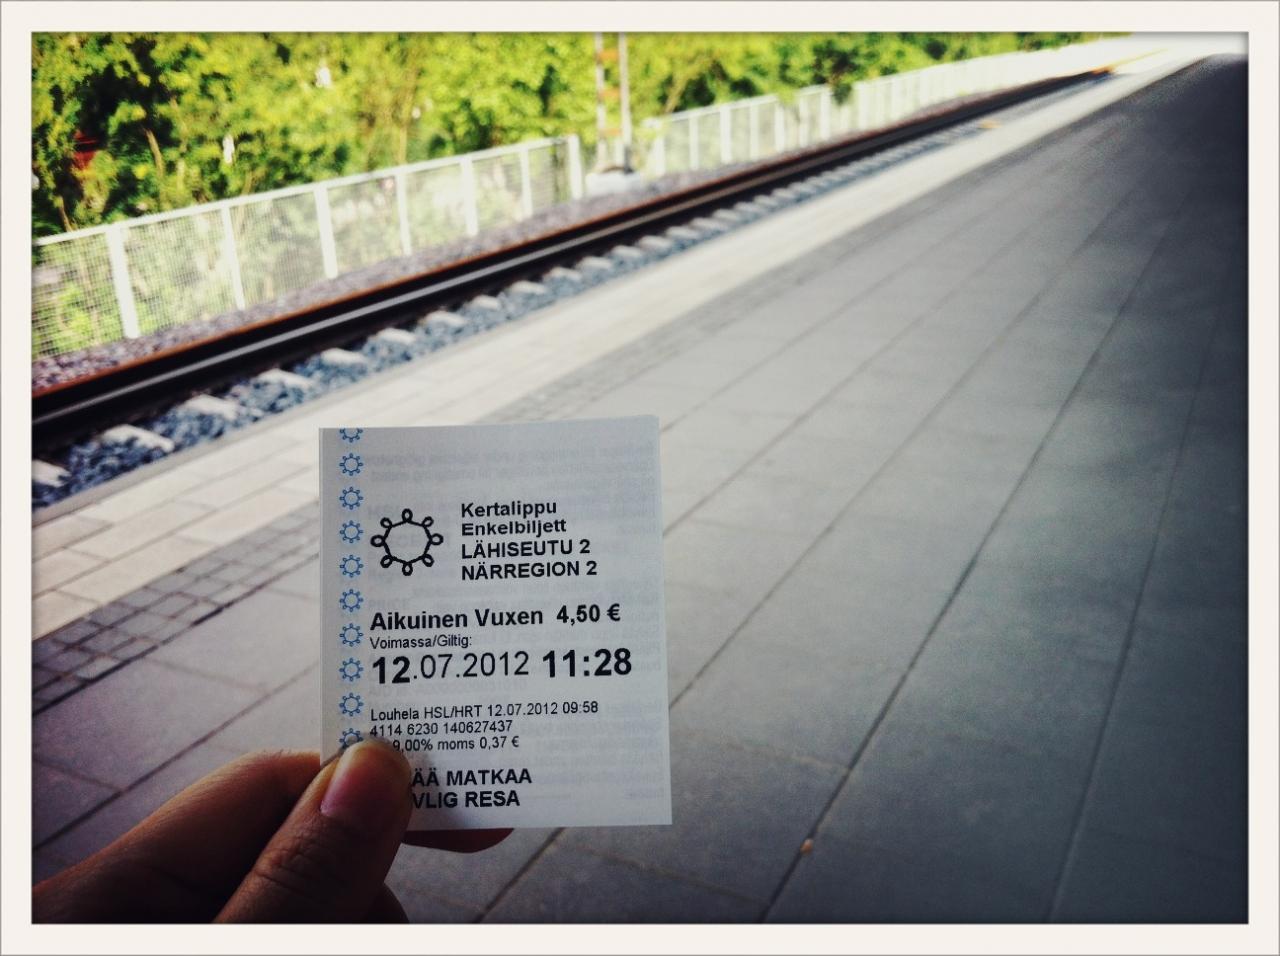 Kertalippu
Enkelbiljett
LÄHISEUTU 2
NÄRREGION 2
Aikuinen Vuxen 4,50 €
Voimassa/Giltig:
12.07.2012 11:28
Louhela HSL/HRT 12.07.2012 09:58
4114 6230 140627437
9,00% moms 0,37 €
ÄÄ MATKAA
VLIG RESA